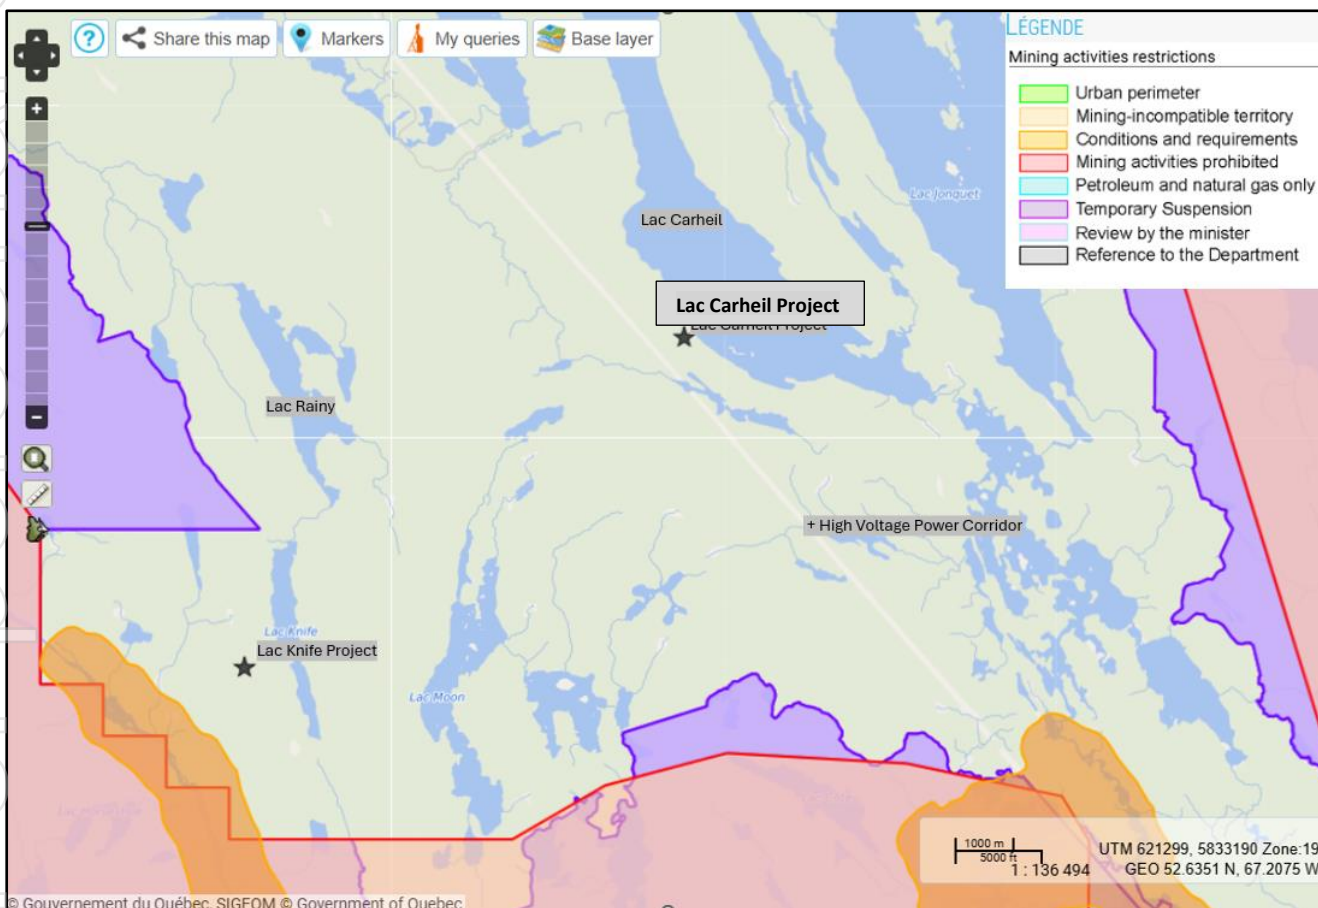 ?
Share this map
Markers
My queries
Base layer
LÉGENDE
Mining activities restrictions
Urban perimeter
Mining-incompatible territory
Conditions and requirements
Mining activities prohibited
Petroleum and natural gas only
Temporary Suspension
Review by the minister
Reference to the Department
Lac Jonquet
Lac Carheil
Lac Carheil Project
Lac Carheil Project
Lac Rainy
+ High Voltage Power Corridor
Lac Knife
Lac Knife Project
Lac Moon
1000 m
5000 ft
1 : 136 494
UTM 621299, 5833190 Zone:19
GEO 52.6351 N, 67.2075 W
© Gouvernement du Québec, SIGEOM © Government of Quebec